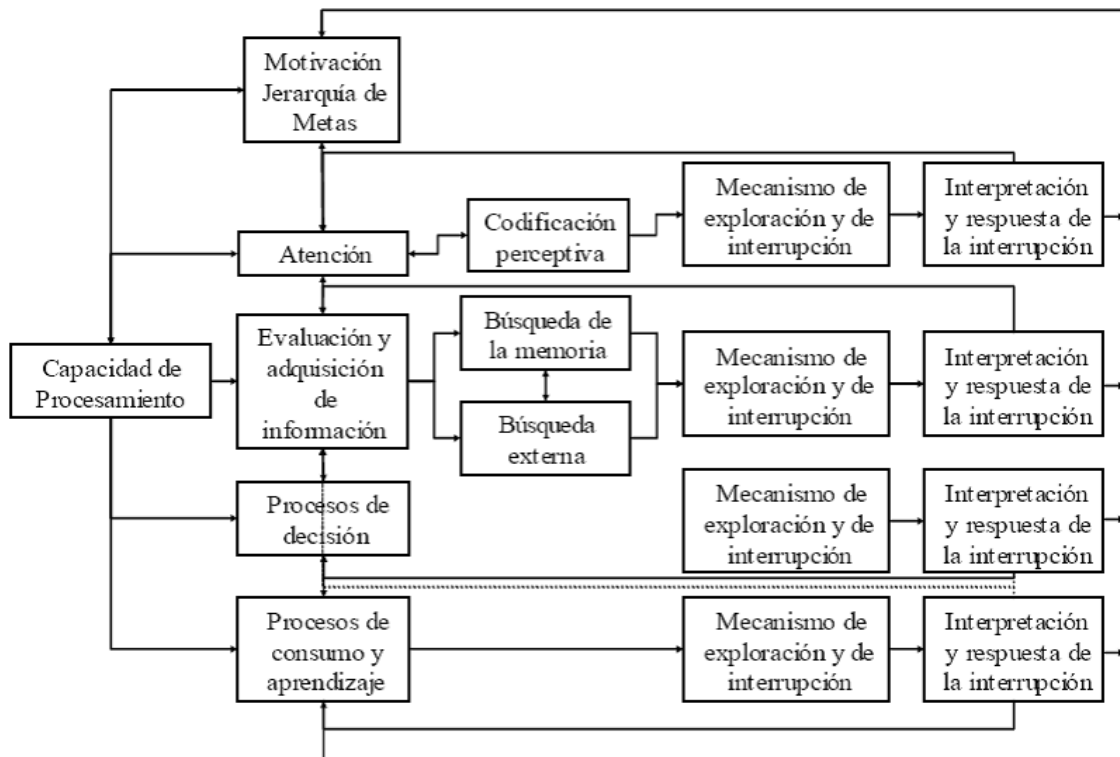 Motivación
Jerarquía de
Metas
Atención
Codificación
perceptiva
Mecanismo de
exploración y de
interrupción
Interpretación
y respuesta de
la interrupción
Capacidad de
Procesamiento
Evaluación y
adquisición
de
información
Búsqueda de
la memoria
Búsqueda
externa
Mecanismo de
exploración y de
interrupción
Interpretación
y respuesta de
la interrupción
Procesos de
decisión
Mecanismo de
exploración y de
interrupción
Interpretación
y respuesta de
la interrupción
Procesos de
consumo y
aprendizaje
Mecanismo de
exploración y de
interrupción
Interpretación
y respuesta de
la interrupción